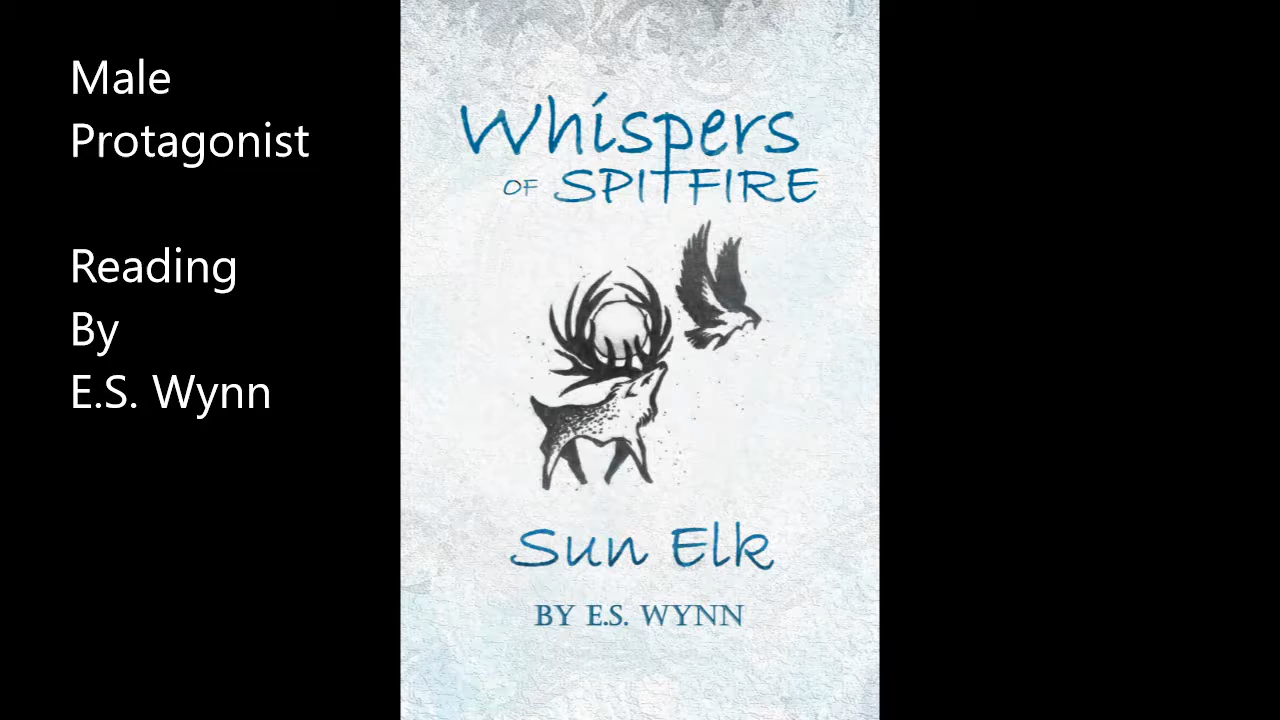 Male
Protagonist
Reading
By
E.S. Wynn
Whispers
OF SPITFIRE
Sun Elk
BY E.S. WYNN